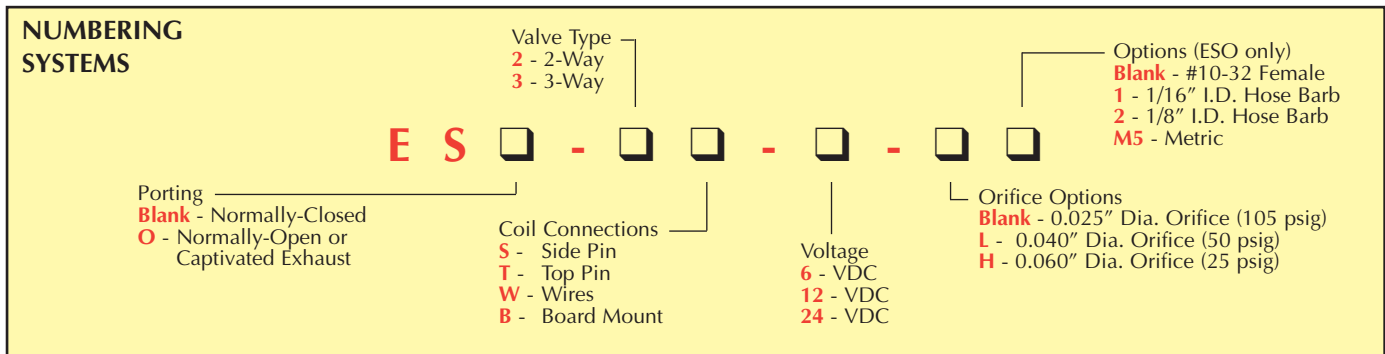 NUMBERING
SYSTEMS
Valve Type
2 - 2-Way
3 - 3-Way
Options (ESO only)
Blank - #10-32 Female
1 - 1/16” I.D. Hose Barb
2 - 1/8” I.D. Hose Barb
M5 - Metric
E S ❑ - ❑ ❑ - ❑ - ❑ ❑
Porting
Blank - Normally-Closed
O - Normally-Open or
Captivated Exhaust
Coil Connections
S - Side Pin
T - Top Pin
W - Wires
B - Board Mount
Voltage
6 - VDC
12 - VDC
24 - VDC
Orifice Options
Blank - 0.025” Dia. Orifice (105 psig)
L - 0.040” Dia. Orifice (50 psig)
H - 0.060” Dia. Orifice (25 psig)